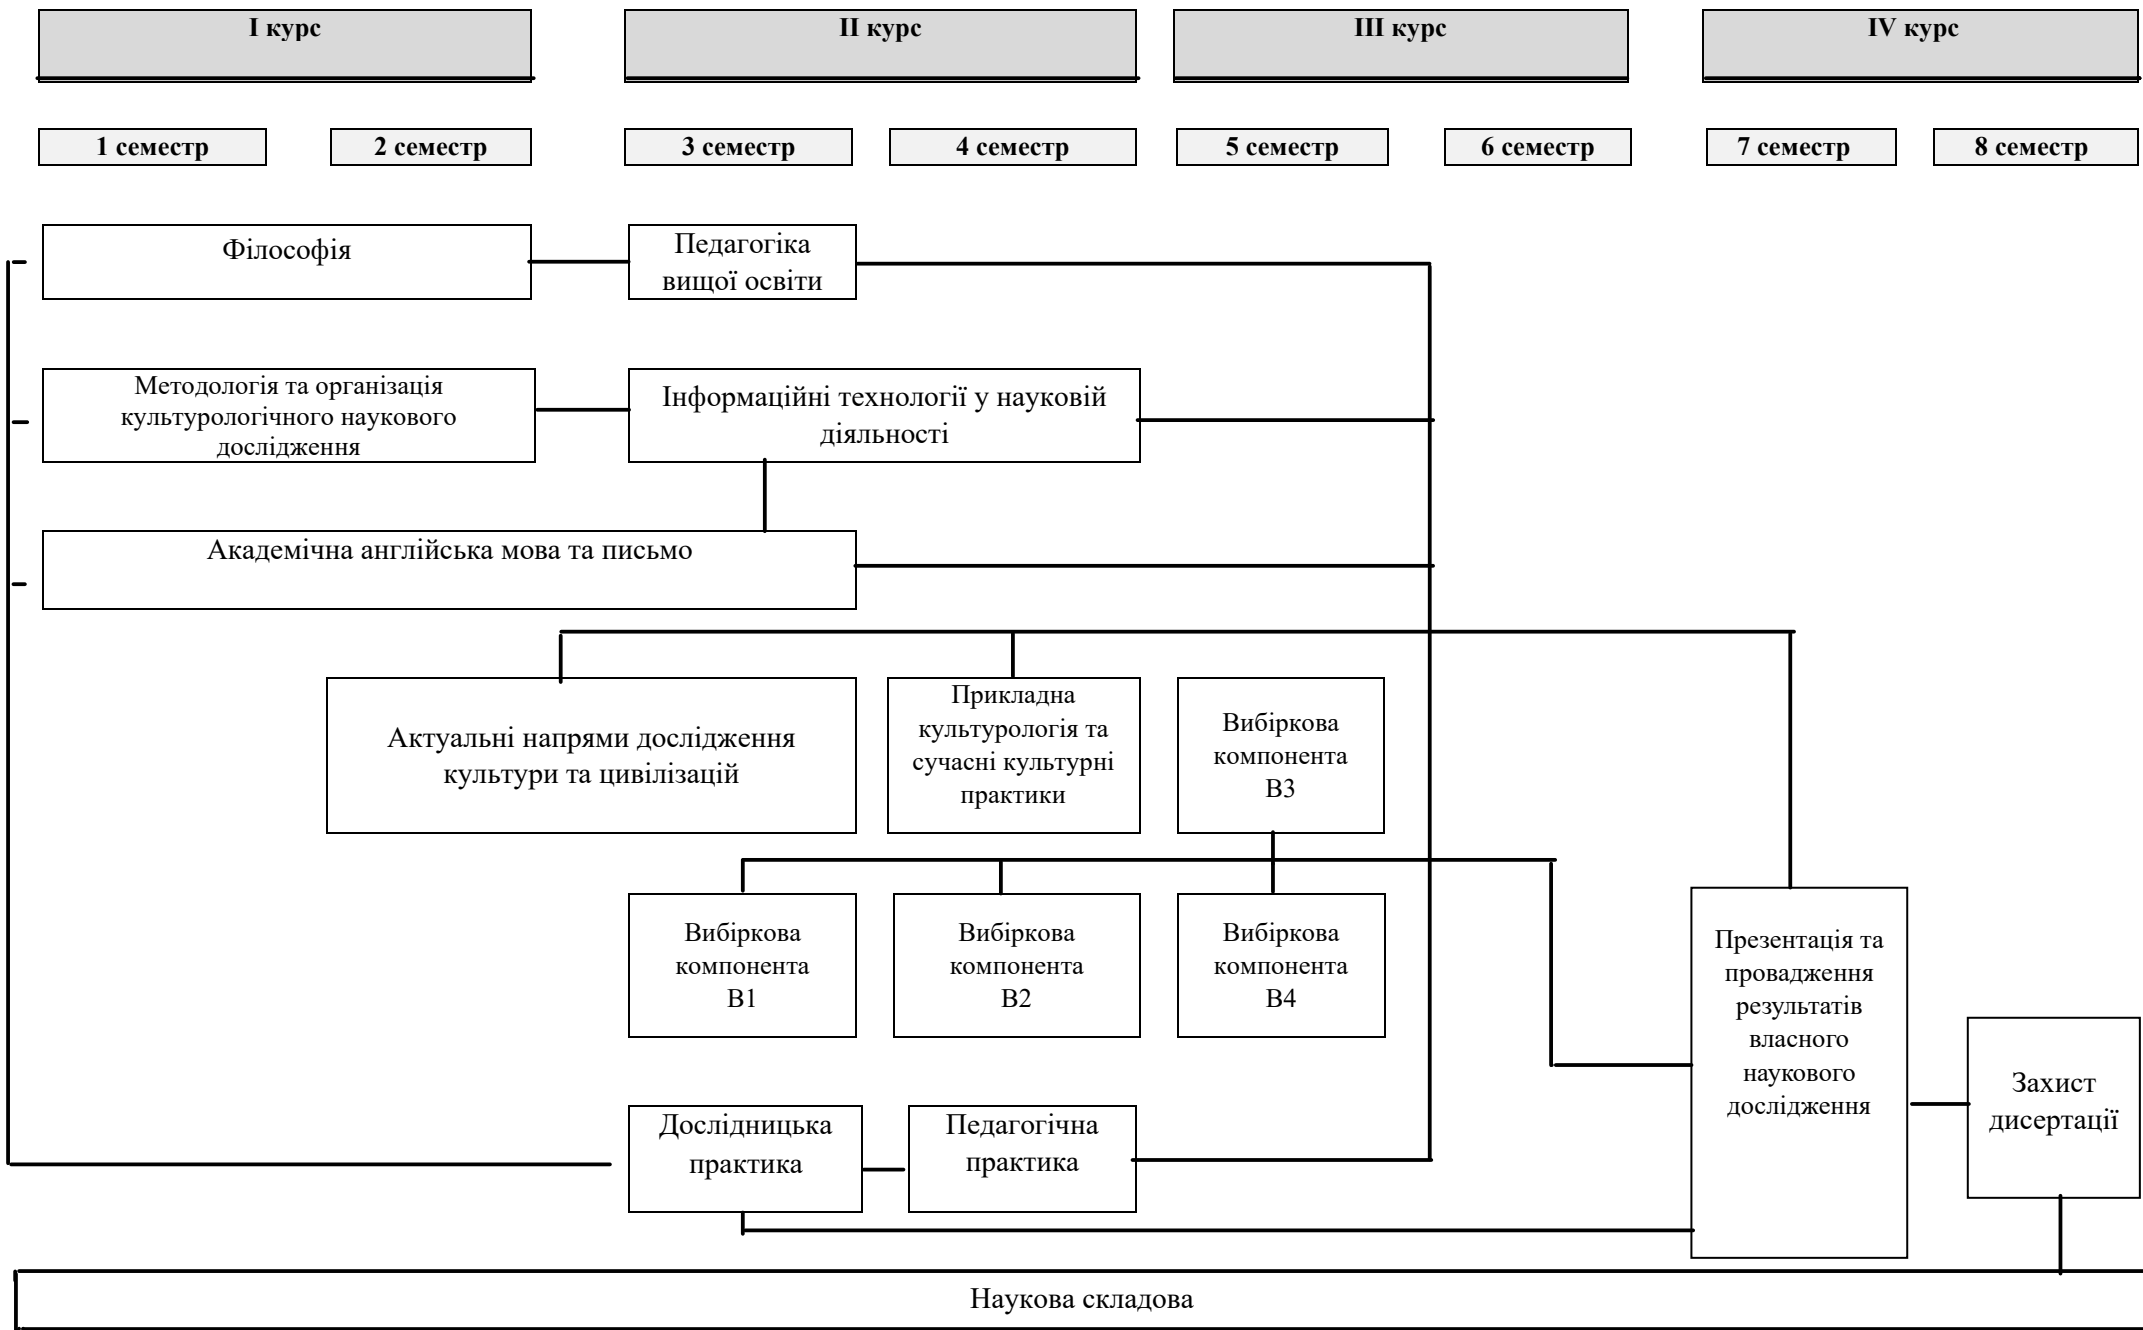 I курс
II курс
III курс
IV курс
1 семестр
2 семестр
3 семестр
4 семестр
5 семестр
6 семестр
7 семестр
8 семестр
Філософія
Педагогіка
вищої освіти
Методологія та організація
культурологічного наукового
дослідження
Інформаційні технології у науковій
діяльності
Академічна англійська мова та письмо
Актуальні напрями дослідження
культури та цивілізацій
Прикладна
культурологія та
сучасні культурні
практики
Вибіркова
компонента
В3
Вибіркова
компонента
В1
Вибіркова
компонента
В2
Вибіркова
компонента
В4
Презентація та
провадження
результатів
власного
наукового
дослідження
Захист
дисертації
Дослідницька
практика
Педагогічна
практика
Наукова складова